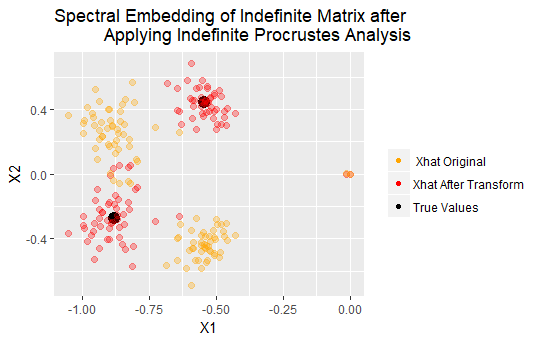 Spectral Embedding of Indefinite Matrix after
Applying Indefinite Procrustes Analysis
X2
0.4
0.0
-0.4
-1.00 -0.75 -0.50 -0.25 0.00
X1
Xhat Original
Xhat After Transform
True Values